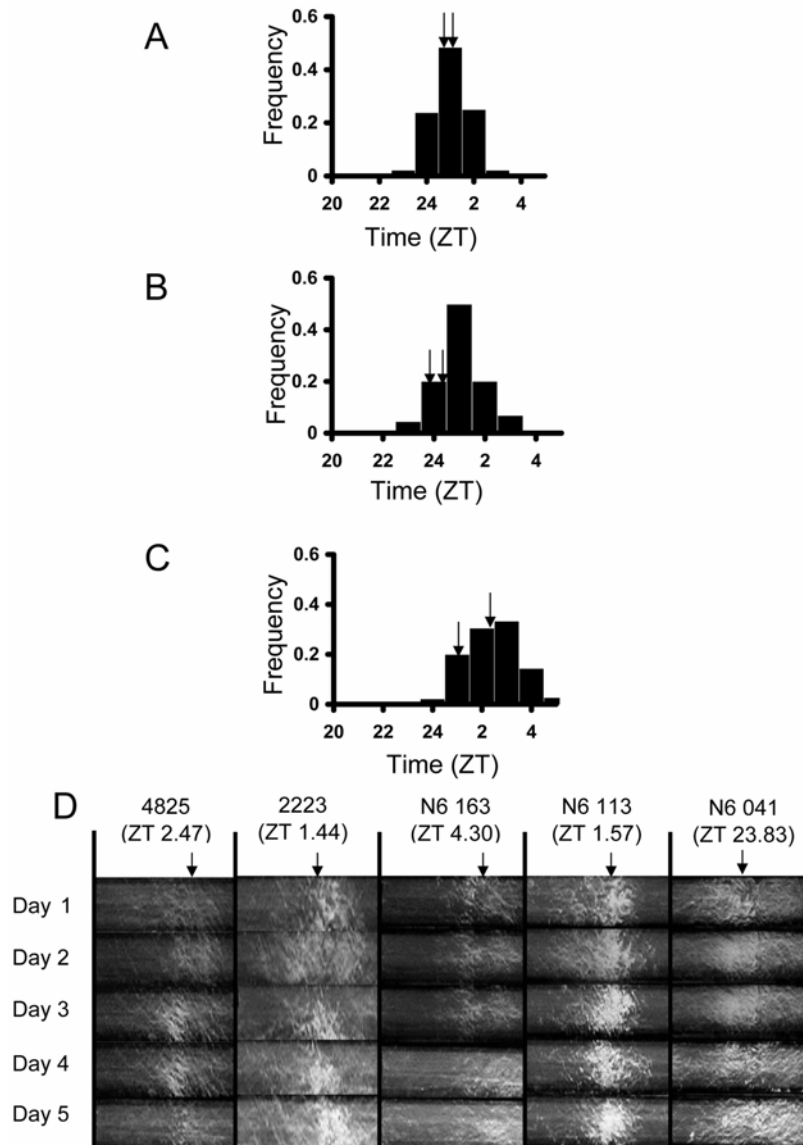 A
Frequency
0.6
0.4
0.2
0
20 22 24 2 4
Time (ZT)
B
Frequency
0.6
0.4
0.2
0
20 22 24 2 4
Time (ZT)
C
Frequency
0.6
0.4
0.2
0
20 22 24 2 4
Time (ZT)
D
4825 2223 N6 163 N6 113 N6 041
(ZT 2.47) (ZT 1.44) (ZT 4.30) (ZT 1.57) (ZT 23.83)
Day 1
Day 2
Day 3
Day 4
Day 5